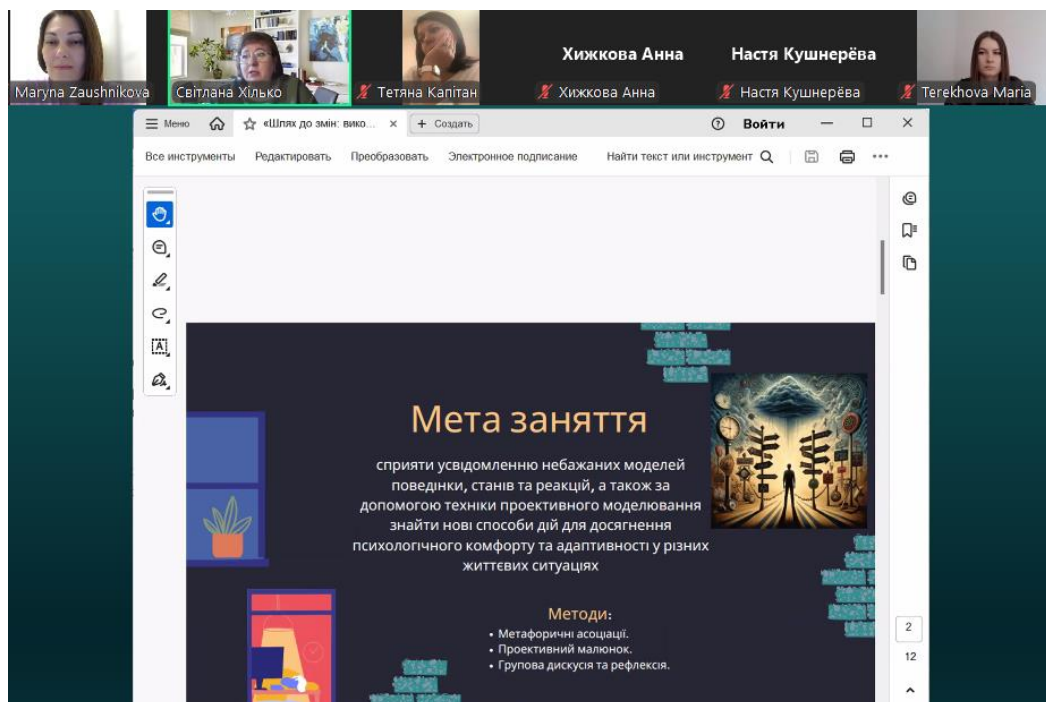 Maryna Zaushnikova
Світлана Хілько
Тетяна Капітан
Хижкова Анна
Хижкова Анна
Настя Кушнерёва
Настя Кушнерёва
Terekhova Maria
Меню
«Шлях до змін: вико...
Создать
Войти
Все инструменты
Редактировать
Преобразовать
Электронное подписание
Найти текст или инструмент
Мета заняття
сприяти усвідомленню небажаних моделей
поведінки, станів та реакцій, а також за
допомогою техніки проективного моделювання
знайти нові способи дій для досягнення
психологічного комфорту та адаптивності у різних
життєвих ситуаціях
Методи:
• Метафоричні асоціації.
• Проективний малюнок.
• Групова дискусія та рефлексія.
2
12